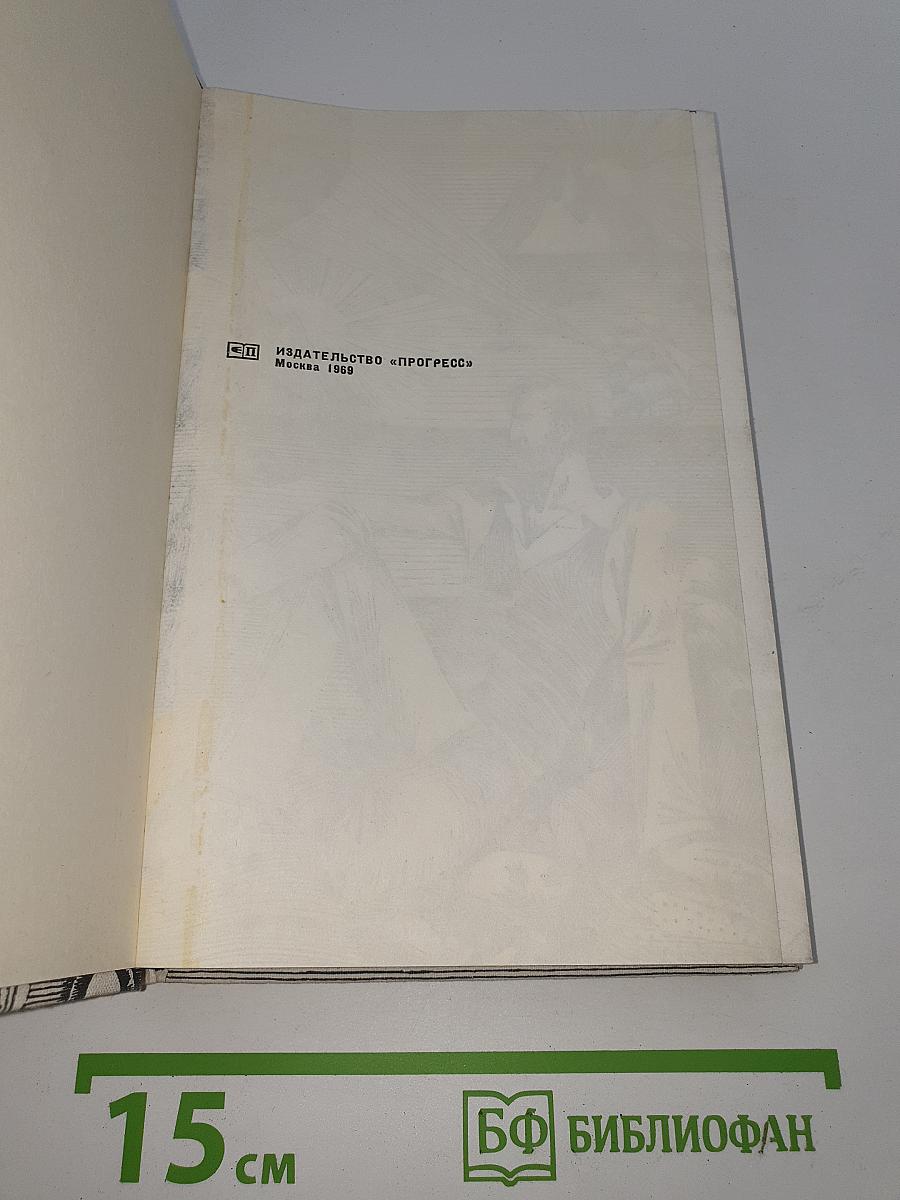 ИЗДАТЕЛЬСТВО «ПРОГРЕСС»
Москва 1969
15 см
БФ БИБЛИОФАН